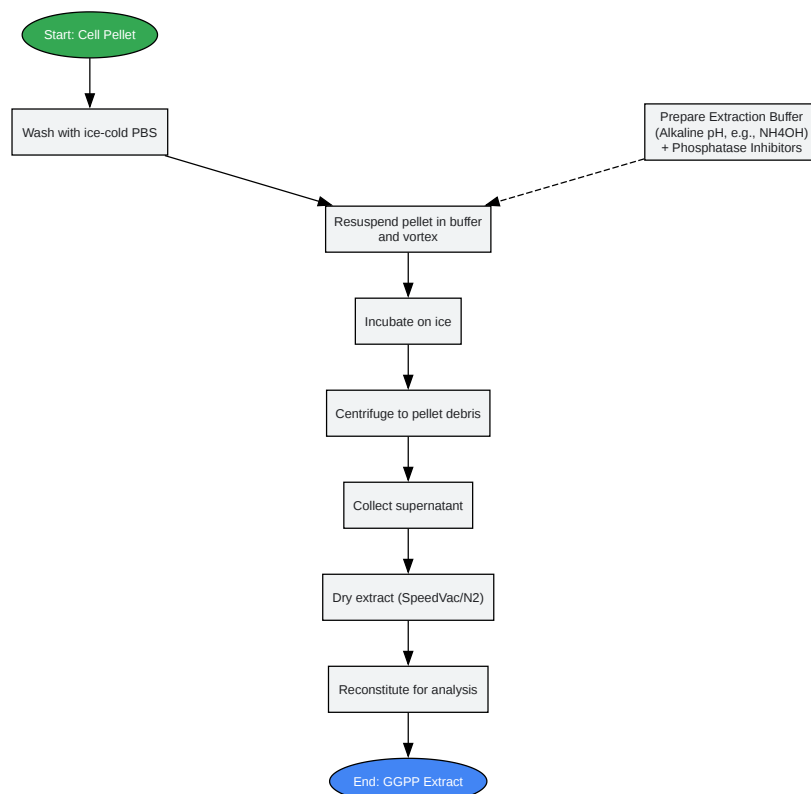 Start: Cell Pellet
Wash with ice-cold PBS
Prepare Extraction Buffer
(Alkaline pH, e.g., NH4OH)
+ Phosphatase Inhibitors
Resuspend pellet in buffer
and vortex
Incubate on ice
Centrifuge to pellet debris
Collect supernatant
Dry extract (SpeedVac/N2)
Reconstitute for analysis
End: GGPP Extract